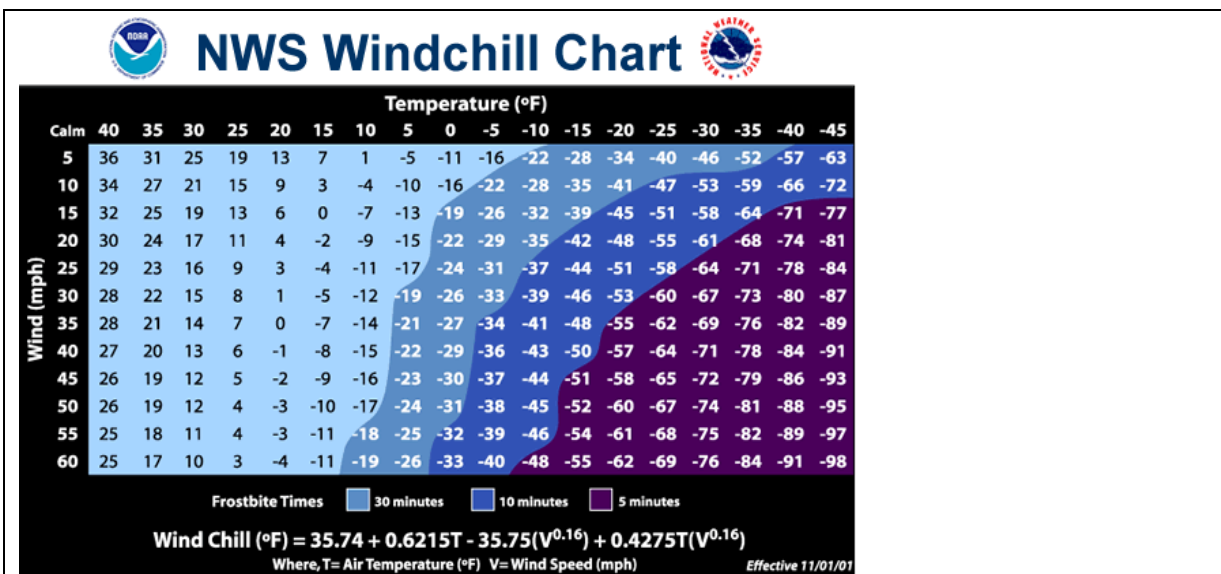 NWS Windchill Chart
Temperature (ºF)
Calm 40 35 30 25 20 15 10 5 0 -5 -10 -15 -20 -25 -30 -35 -40 -45
5 36 31 25 19 13 7 1 -5 -11 -16 -22 -28 -34 -40 -46 -52 -57 -63
10 34 27 21 15 9 3 -4 -10 -16 -22 -28 -35 -41 -47 -53 -59 -66 -72
15 32 25 19 13 6 0 -7 -13 -19 -26 -32 -39 -45 -51 -58 -64 -71 -77
20 30 24 17 11 4 -2 -9 -15 -22 -29 -35 -42 -48 -55 -61 -68 -74 -81
25 29 23 16 9 3 -4 -11 -17 -24 -31 -37 -44 -51 -58 -64 -71 -78 -84
30 28 22 15 8 1 -5 -12 -19 -26 -33 -39 -46 -53 -60 -67 -73 -80 -87
35 28 21 14 7 0 -7 -14 -21 -27 -34 -41 -48 -55 -62 -69 -76 -82 -89
40 27 20 13 6 -1 -8 -15 -22 -29 -36 -43 -50 -57 -64 -71 -78 -84 -91
45 26 19 12 5 -2 -9 -16 -23 -30 -37 -44 -51 -58 -65 -72 -79 -86 -93
50 26 19 12 4 -3 -10 -17 -24 -31 -38 -45 -52 -60 -67 -74 -81 -88 -95
55 25 18 11 4 -3 -11 -18 -25 -32 -39 -46 -54 -61 -68 -75 -82 -89 -97
60 25 17 10 3 -4 -11 -19 -26 -33 -40 -48 -55 -62 -69 -76 -84 -91 -98
Wind (mph)
Frostbite Times 30 minutes 10 minutes 5 minutes
Wind Chill (ºF) = 35.74 + 0.6215T - 35.75(V^0.16) + 0.4275T(V^0.16)
Where, T= Air Temperature (ºF) V= Wind Speed (mph)
Effective 11/01/01
NOAA
NATIONAL WEATHER SERVICE